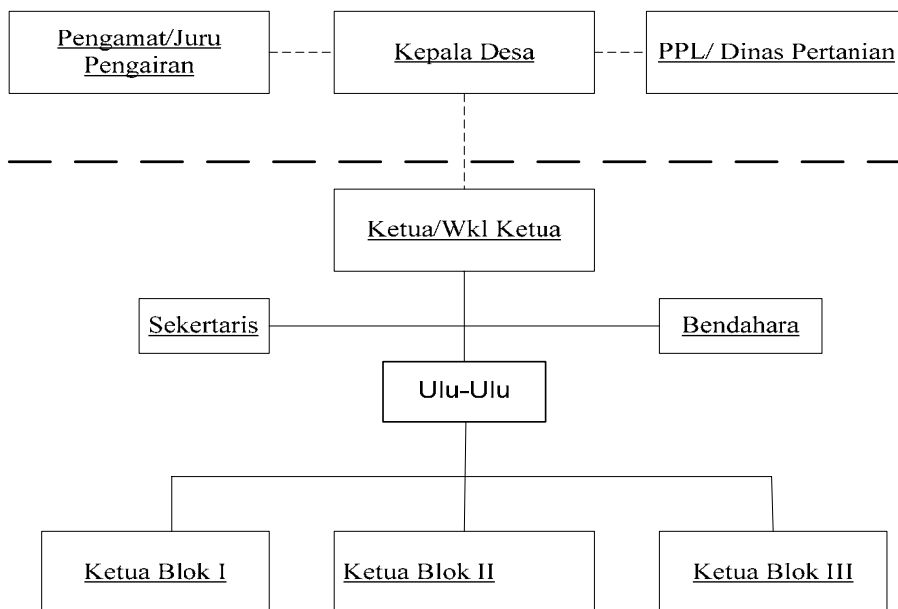 Pengamat/Juru
Pengairan
Kepala Desa
PPL/ Dinas Pertanian
Ketua/Wkl Ketua
Sekertaris
Bendahara
Ulu-Ulu
Ketua Blok I
Ketua Blok II
Ketua Blok III